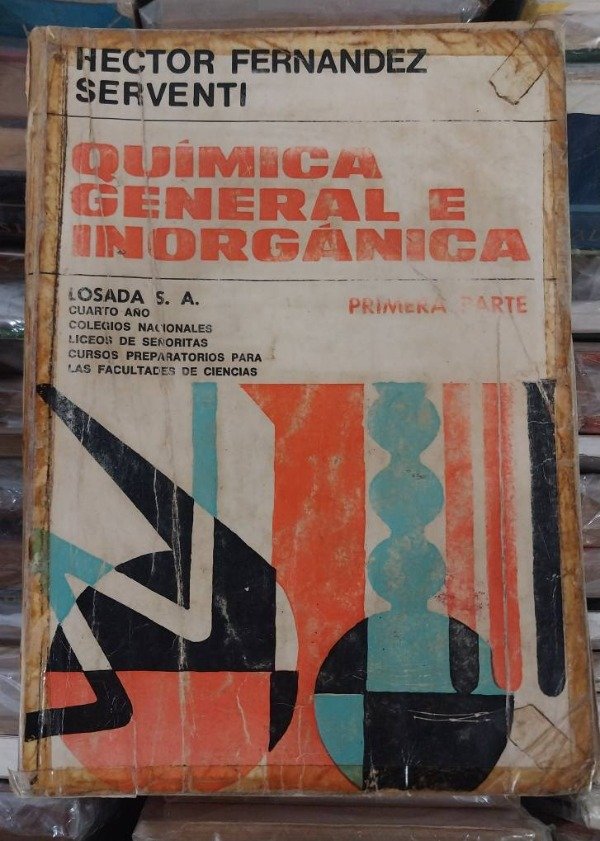 HECTOR FERNANDEZ
SERVENTI
QUÍMICA
GENERAL E
INORGÁNICA
LOSADA S. A.
PRIMERA PARTE
CUARTO AÑO
COLEGIOS NACIONALES
LICEOS DE SEÑORITAS
CURSOS PREPARATORIOS PARA
LAS FACULTADES DE CIENCIAS